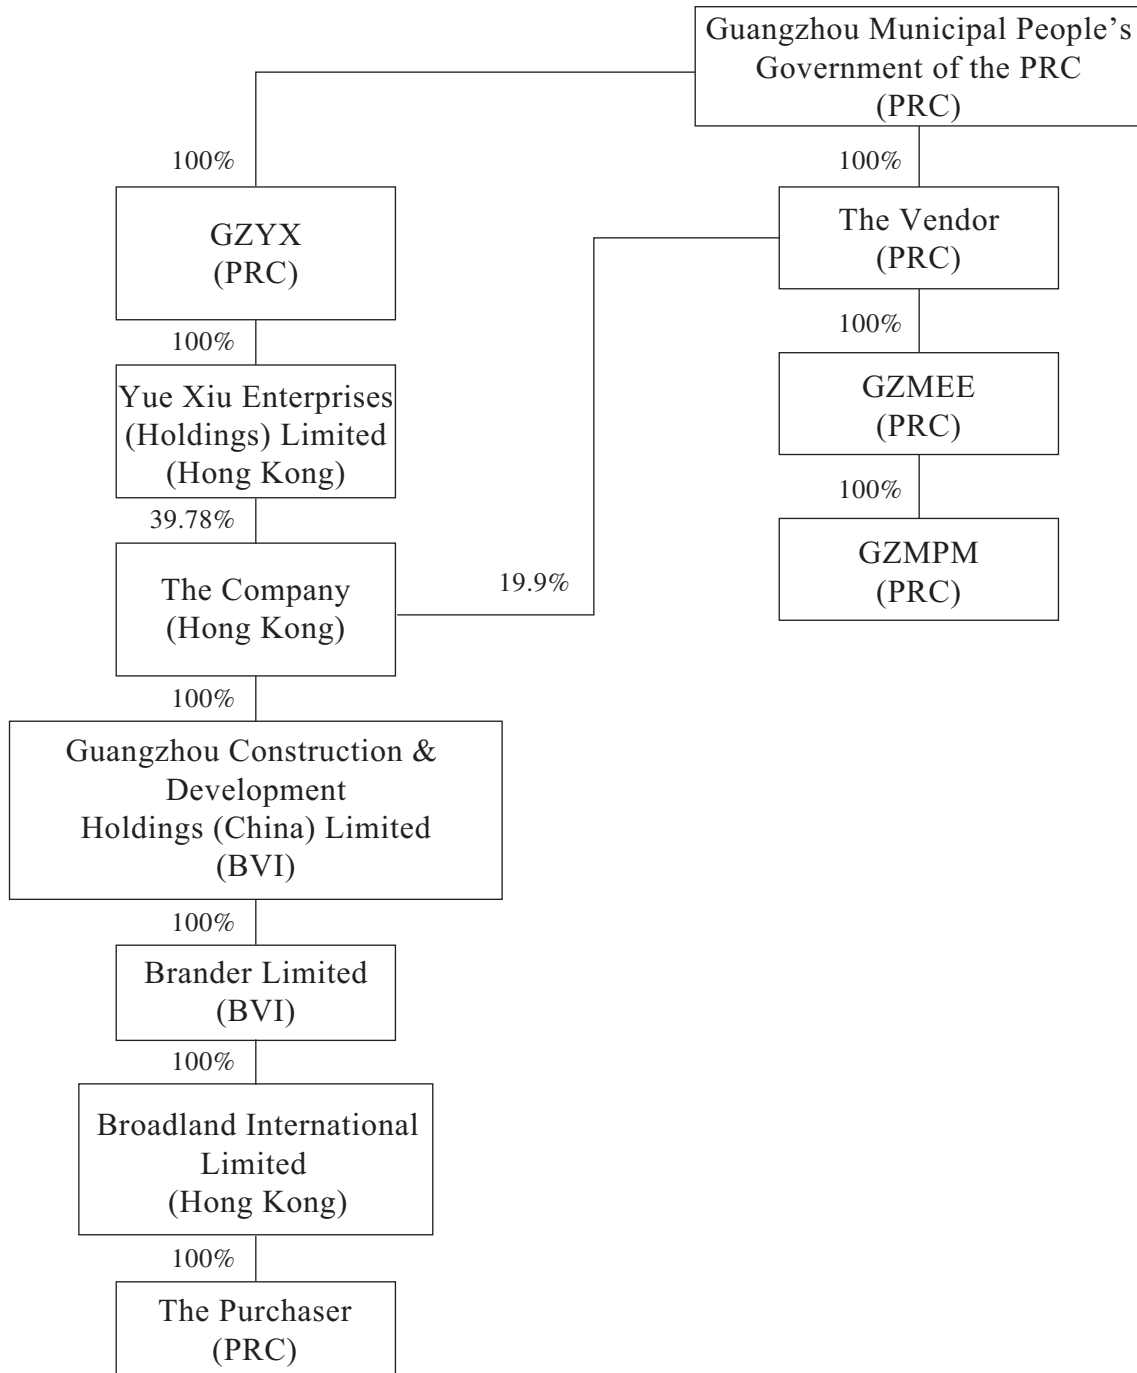 Guangzhou Municipal People’s
Government of the PRC
(PRC)
100%
100%
GZYX
(PRC)
The Vendor
(PRC)
100%
100%
Yue Xiu Enterprises
(Holdings) Limited
(Hong Kong)
GZMEE
(PRC)
39.78%
100%
The Company
(Hong Kong)
19.9%
GZMPM
(PRC)
100%
Guangzhou Construction &
Development
Holdings (China) Limited
(BVI)
100%
Brander Limited
(BVI)
100%
Broadland International
Limited
(Hong Kong)
100%
The Purchaser
(PRC)